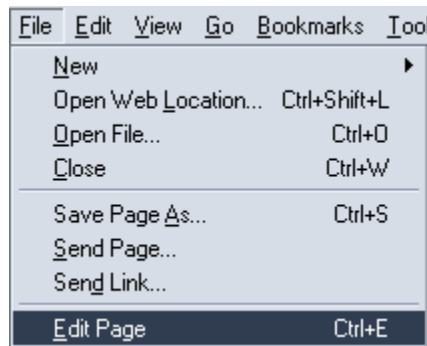 File Edit View Go Bookmarks Too
New
Open Web Location... Ctrl+Shift+L
Open File... Ctrl+O
Close Ctrl+W
Save Page As... Ctrl+S
Send Page...
Send Link...
Edit Page Ctrl+E